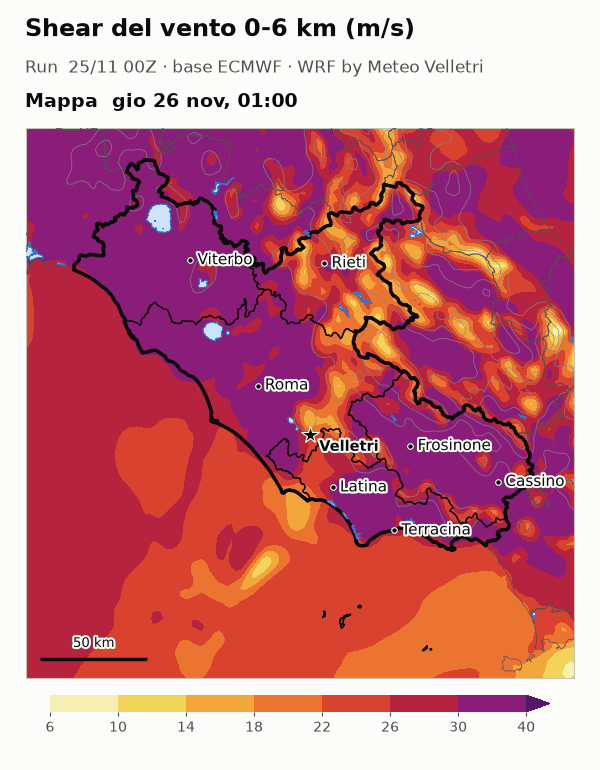 Shear del vento 0-6 km (m/s)
Run 25/11 00Z · base ECMWF · WRF by Meteo Velletri
Mappa gio 26 nov, 01:00
Viterbo
Rieti
Roma
Velletri
Frosinone
Latina
Cassino
Terracina
50 km
6 10 14 18 22 26 30 40